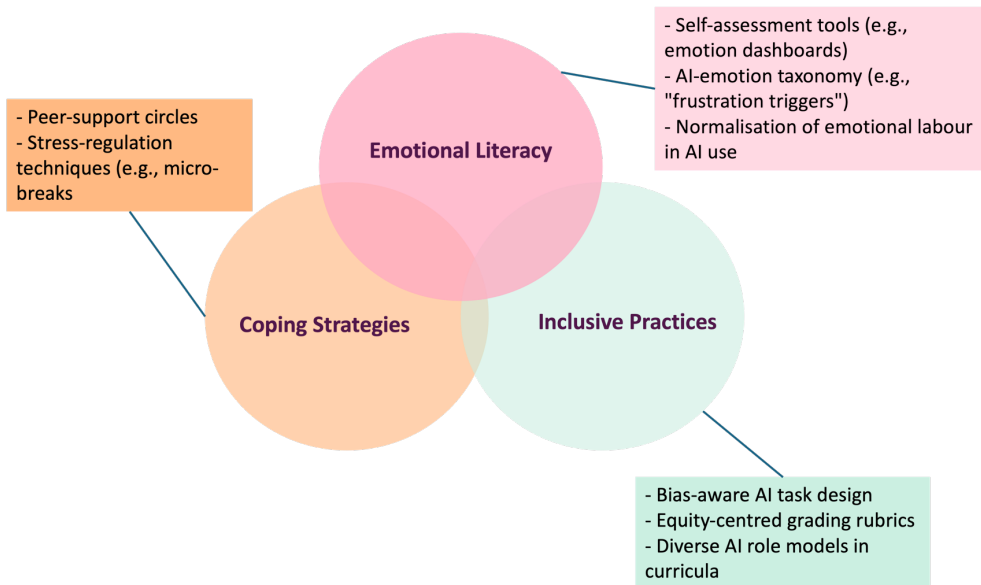 - Self-assessment tools (e.g.,
emotion dashboards)
- AI-emotion taxonomy (e.g.,
"frustration triggers")
- Normalisation of emotional labour
in AI use
- Peer-support circles
- Stress-regulation
techniques (e.g., micro-
breaks
Emotional Literacy
Coping Strategies
Inclusive Practices
- Bias-aware AI task design
- Equity-centred grading rubrics
- Diverse AI role models in
curricula